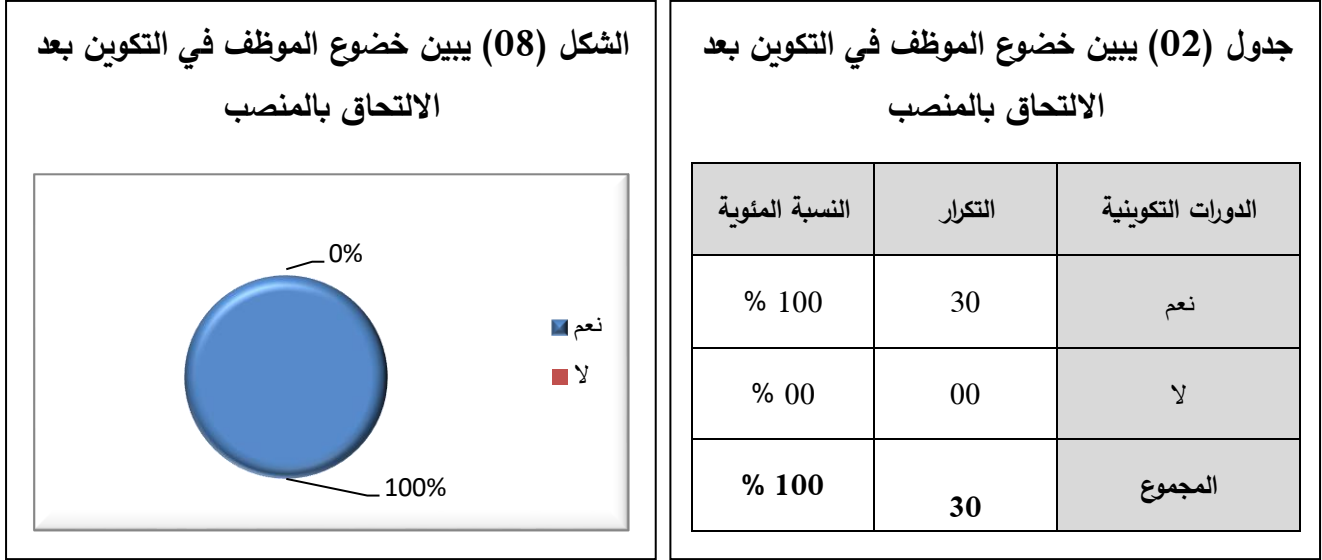 جدول (02) يبين خضوع الموظف في التكوين بعد
الالتحاق بالمنصب
الدورات التكوينية التكرار النسبة المئوية
نعم 30 100 %
لا 00 00 %
المجموع 30 100 %
الشكل (08) يبين خضوع الموظف في التكوين بعد
الالتحاق بالمنصب
0%
نعم
لا
100%